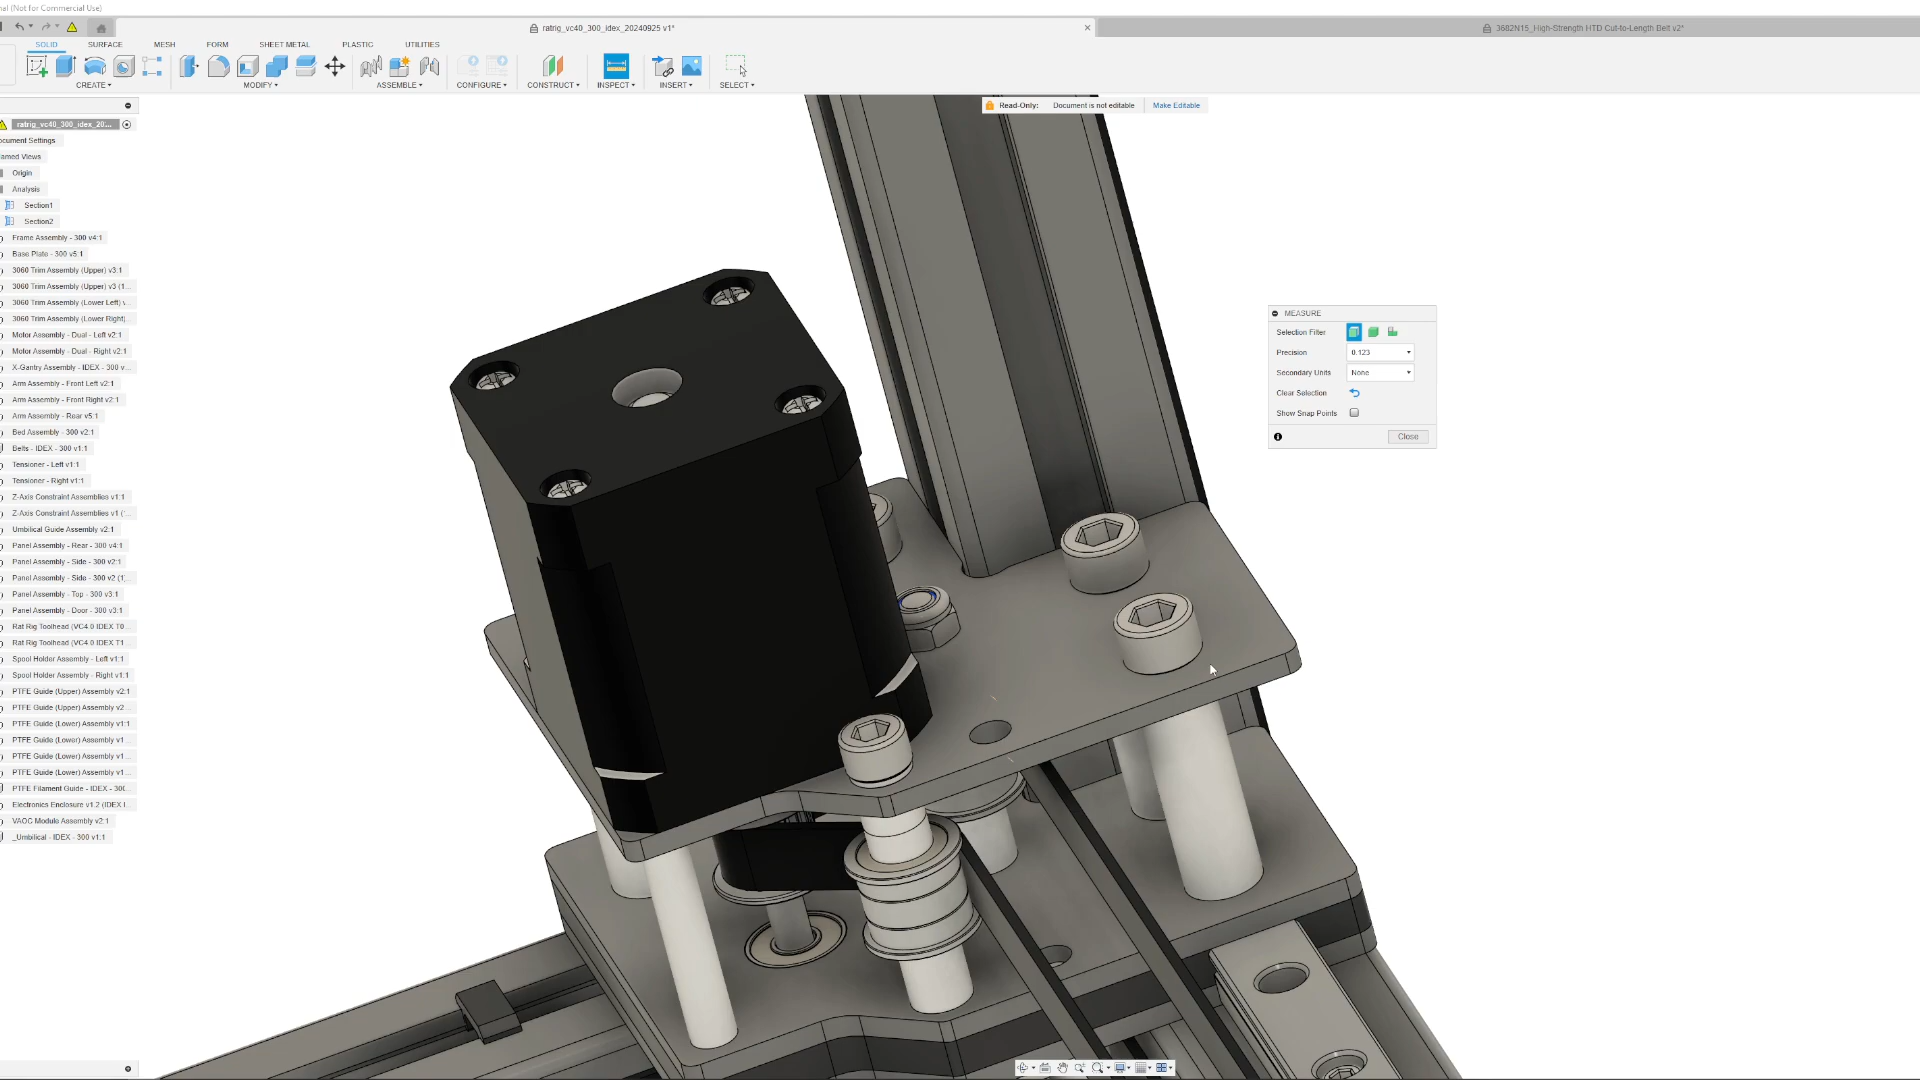 nal (Not for Commercial Use)
ratrig_vc40_300_idex_20240925 v1*
3682N15_High-Strength HTD Cut-to-Length Belt v2*
SOLID SURFACE MESH FORM SHEET METAL PLASTIC UTILITIES
CREATE MODIFY ASSEMBLE CONFIGURE CONSTRUCT INSPECT INSERT SELECT
Read-Only: Document is not editable Make Editable
ratrig_vc40_300_idex_20...
ocument Settings
amed Views
Origin
Analysis
Section1
Section2
Frame Assembly - 300 v4:1
Base Plate - 300 v5:1
3060 Trim Assembly (Upper) v3:1
3060 Trim Assembly (Upper) v3 (1...
3060 Trim Assembly (Lower Left) v...
3060 Trim Assembly (Lower Right)
Motor Assembly - Dual - Left v2:1
Motor Assembly - Dual - Right v2:1
X-Gantry Assembly - IDEX - 300 v...
Arm Assembly - Front Left v2:1
Arm Assembly - Front Right v2:1
Arm Assembly - Rear v5:1
Bed Assembly - 300 v2:1
Belts - IDEX - 300 v1:1
Tensioner - Left v1:1
Tensioner - Right v1:1
Z-Axis Constraint Assemblies v1:1
Z-Axis Constraint Assemblies v1 (
Umbilical Guide Assembly v2:1
Panel Assembly - Rear - 300 v4:1
Panel Assembly - Side - 300 v2:1
Panel Assembly - Side - 300 v2 (1)...
Panel Assembly - Top - 300 v3:1
Panel Assembly - Door - 300 v3:1
Rat Rig Toolhead (VC4.0 IDEX T0
Rat Rig Toolhead (VC4.0 IDEX T1
Spool Holder Assembly - Left v1:1
Spool Holder Assembly - Right v1:1
PTFE Guide (Upper) Assembly v2:1
PTFE Guide (Upper) Assembly v2
PTFE Guide (Lower) Assembly v1:1
PTFE Guide (Lower) Assembly v1
PTFE Guide (Lower) Assembly v1
PTFE Guide (Lower) Assembly v1
PTFE Filament Guide - IDEX - 300
Electronics Enclosure v1.2 (IDEX
VAOC Module Assembly v2:1
_Umbilical - IDEX - 300 v1:1
MEASURE
Selection Filter
Precision 0.123
Secondary Units None
Clear Selection
Show Snap Points
Close